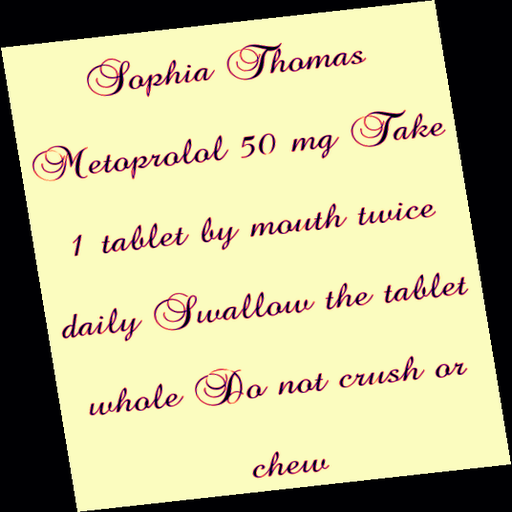 Sophia Thomas
Metoprolol 50 mg Take
1 tablet by mouth twice
daily Swallow the tablet
whole Do not crush or
chew